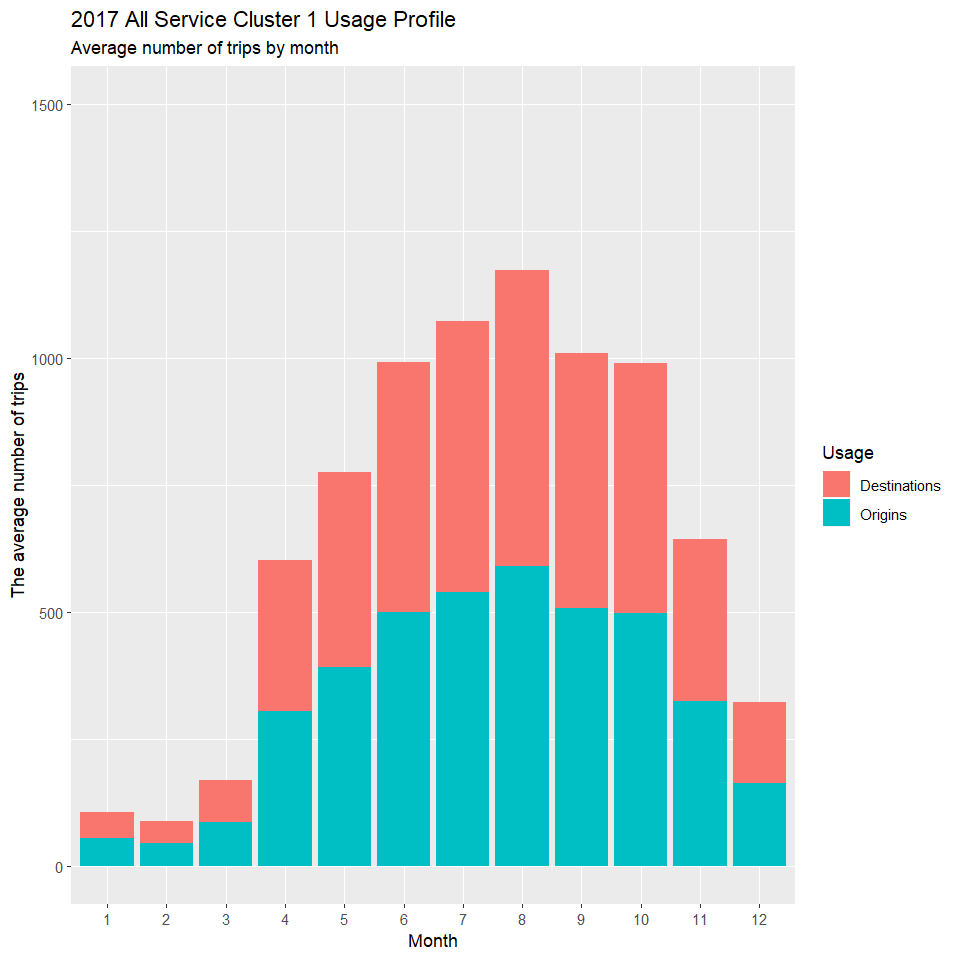 2017 All Service Cluster 1 Usage Profile
Average number of trips by month
The average number of trips
1500
1000
500
0
1 2 3 4 5 6 7 8 9 10 11 12
Month
Usage
Destinations
Origins